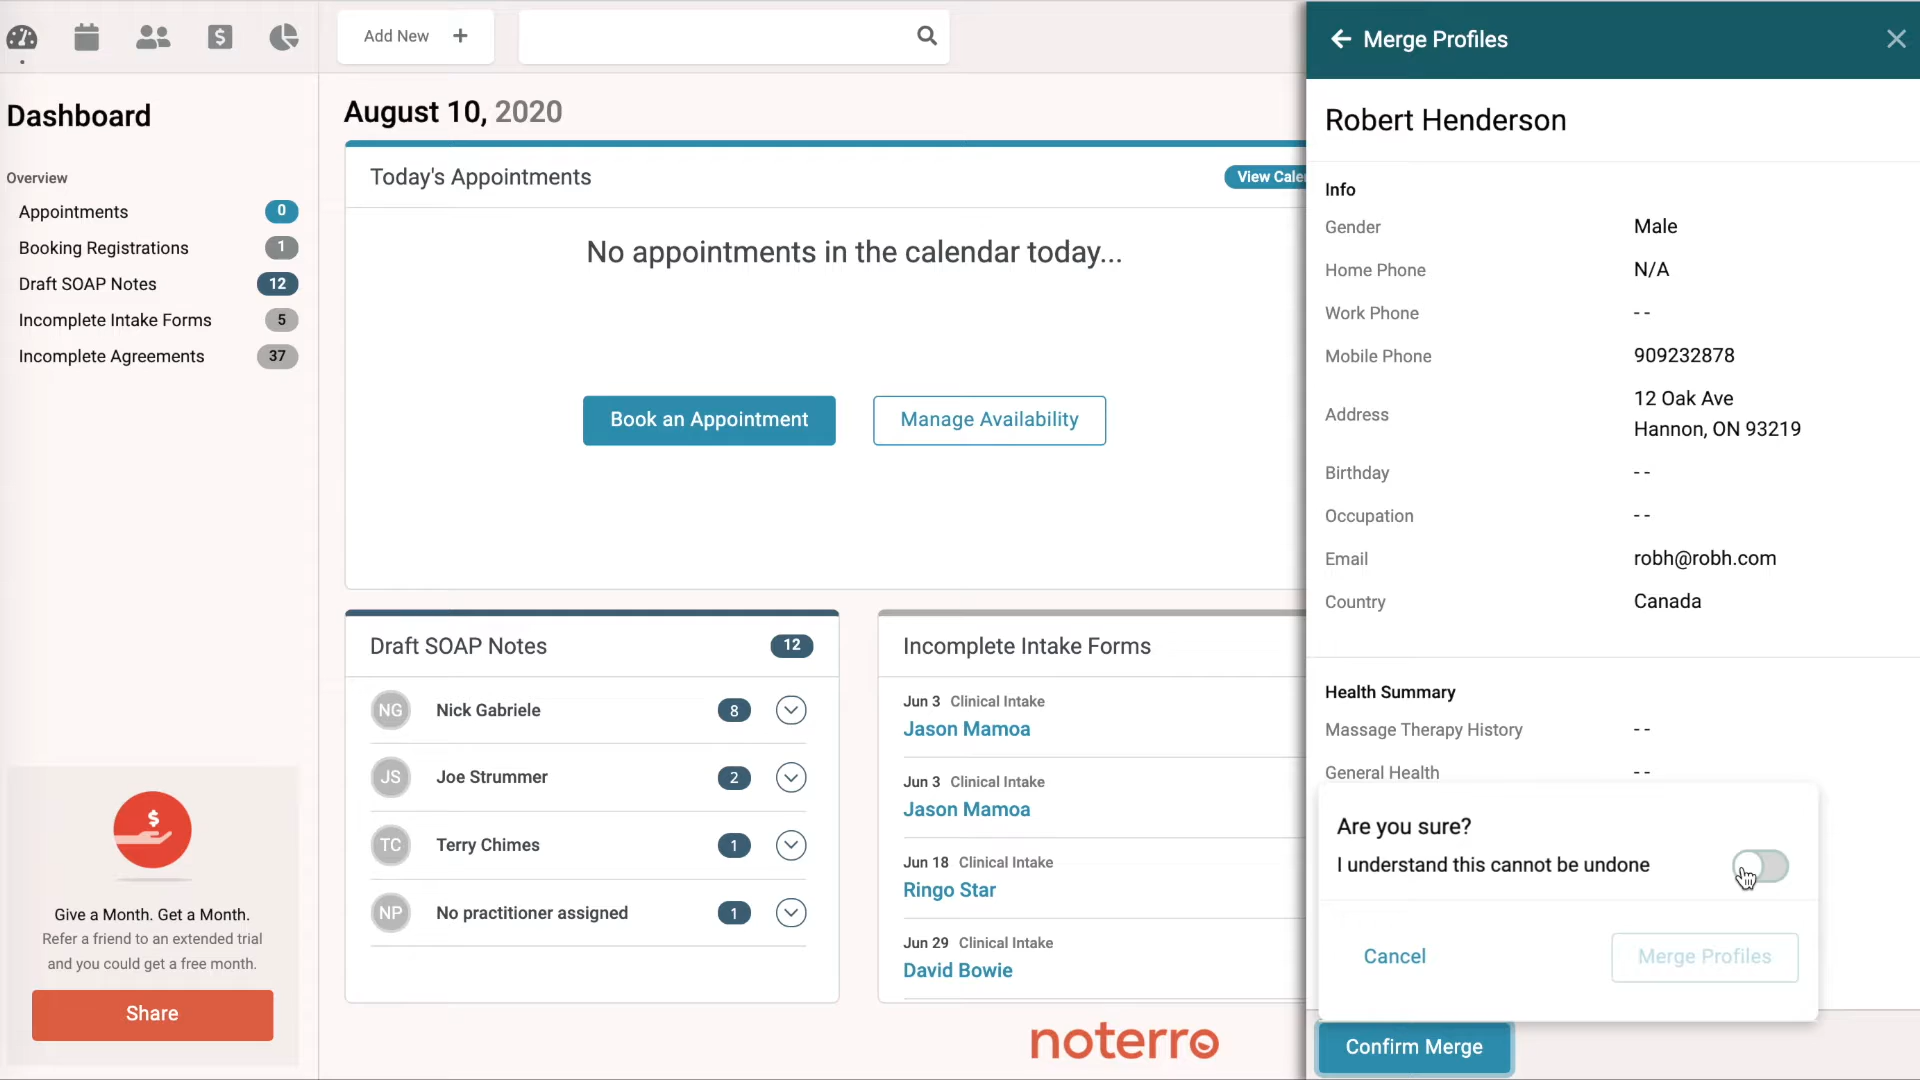 Add New +
Merge Profiles
Dashboard
Overview
Appointments 0
Booking Registrations 1
Draft SOAP Notes 12
Incomplete Intake Forms 5
Incomplete Agreements 37
$
Give a Month. Get a Month.
Refer a friend to an extended trial
and you could get a free month.
Share
August 10, 2020
Today's Appointments
View Cale
No appointments in the calendar today...
Book an Appointment
Manage Availability
Draft SOAP Notes 12
NG Nick Gabriele 8
JS Joe Strummer 2
TC Terry Chimes 1
NP No practitioner assigned 1
Incomplete Intake Forms
Jun 3 Clinical Intake
Jason Mamoa
Jun 3 Clinical Intake
Jason Mamoa
Jun 18 Clinical Intake
Ringo Star
Jun 29 Clinical Intake
David Bowie
noterro
Robert Henderson
Info
Gender Male
Home Phone N/A
Work Phone - -
Mobile Phone 909232878
Address 12 Oak Ave
Hannon, ON 93219
Birthday - -
Occupation - -
Email robh@robh.com
Country Canada
Health Summary
Massage Therapy History - -
General Health - -
Are you sure?
I understand this cannot be undone
Cancel
Merge Profiles
Confirm Merge